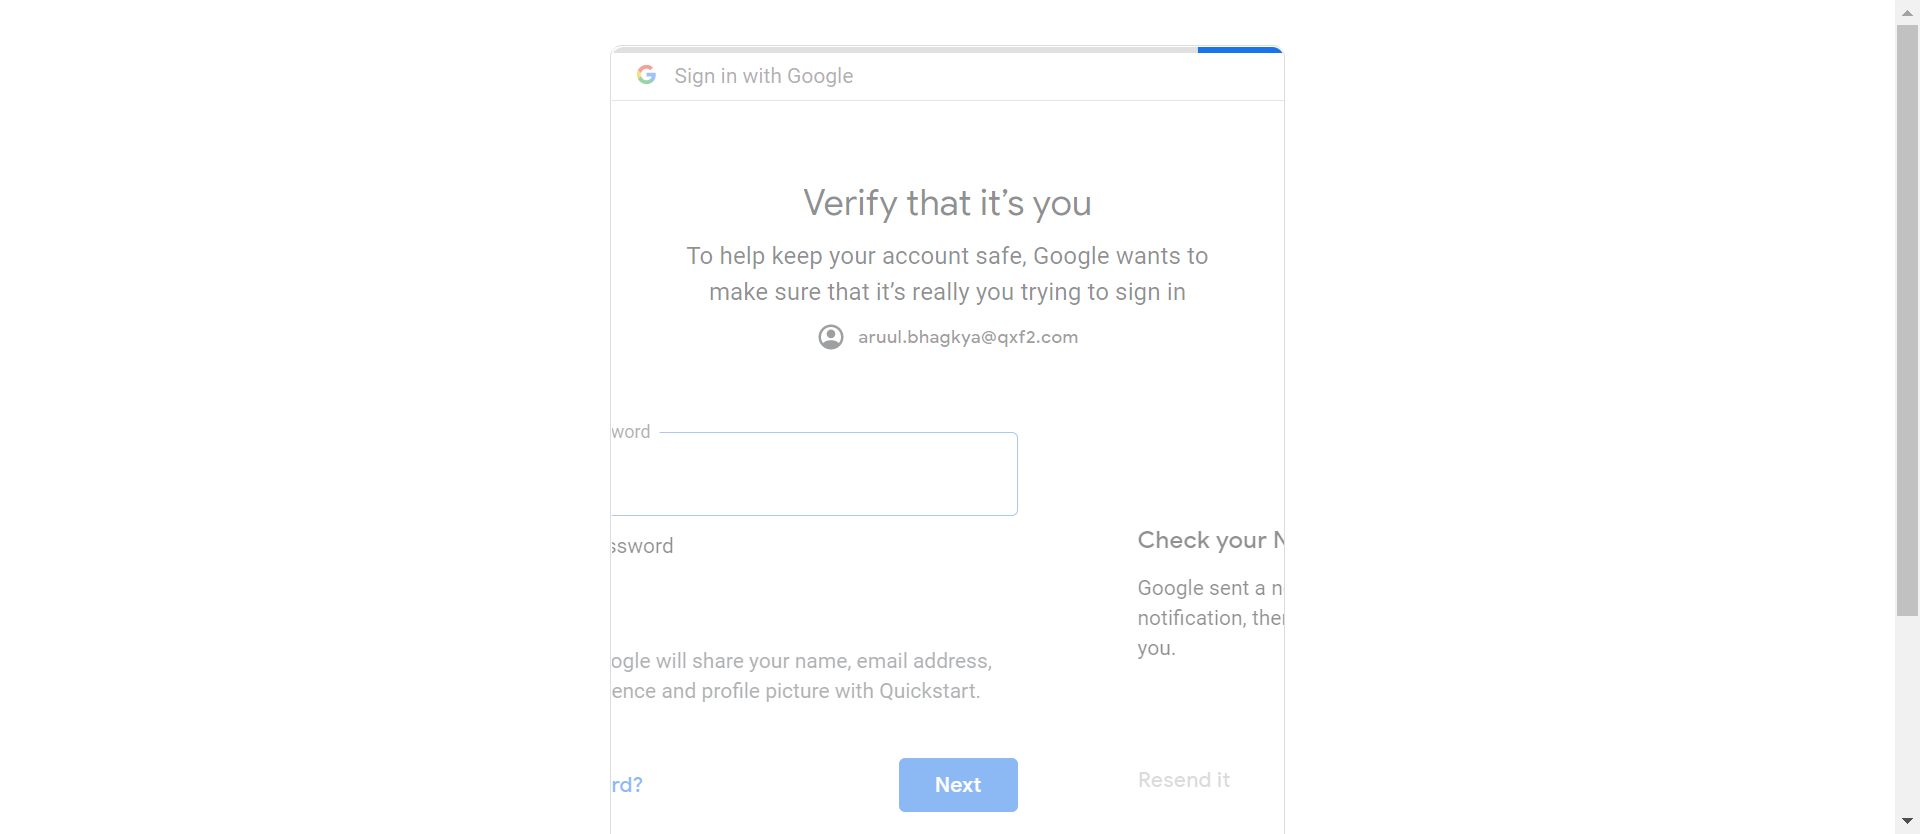 Sign in with Google
Verify that it’s you
To help keep your account safe, Google wants to
make sure that it’s really you trying to sign in
aruul.bhagkya@qxf2.com
word
ssword
ogle will share your name, email address,
ence and profile picture with Quickstart.
rd?
Next
Check your N
Google sent a n
notification, then
you.
Resend it